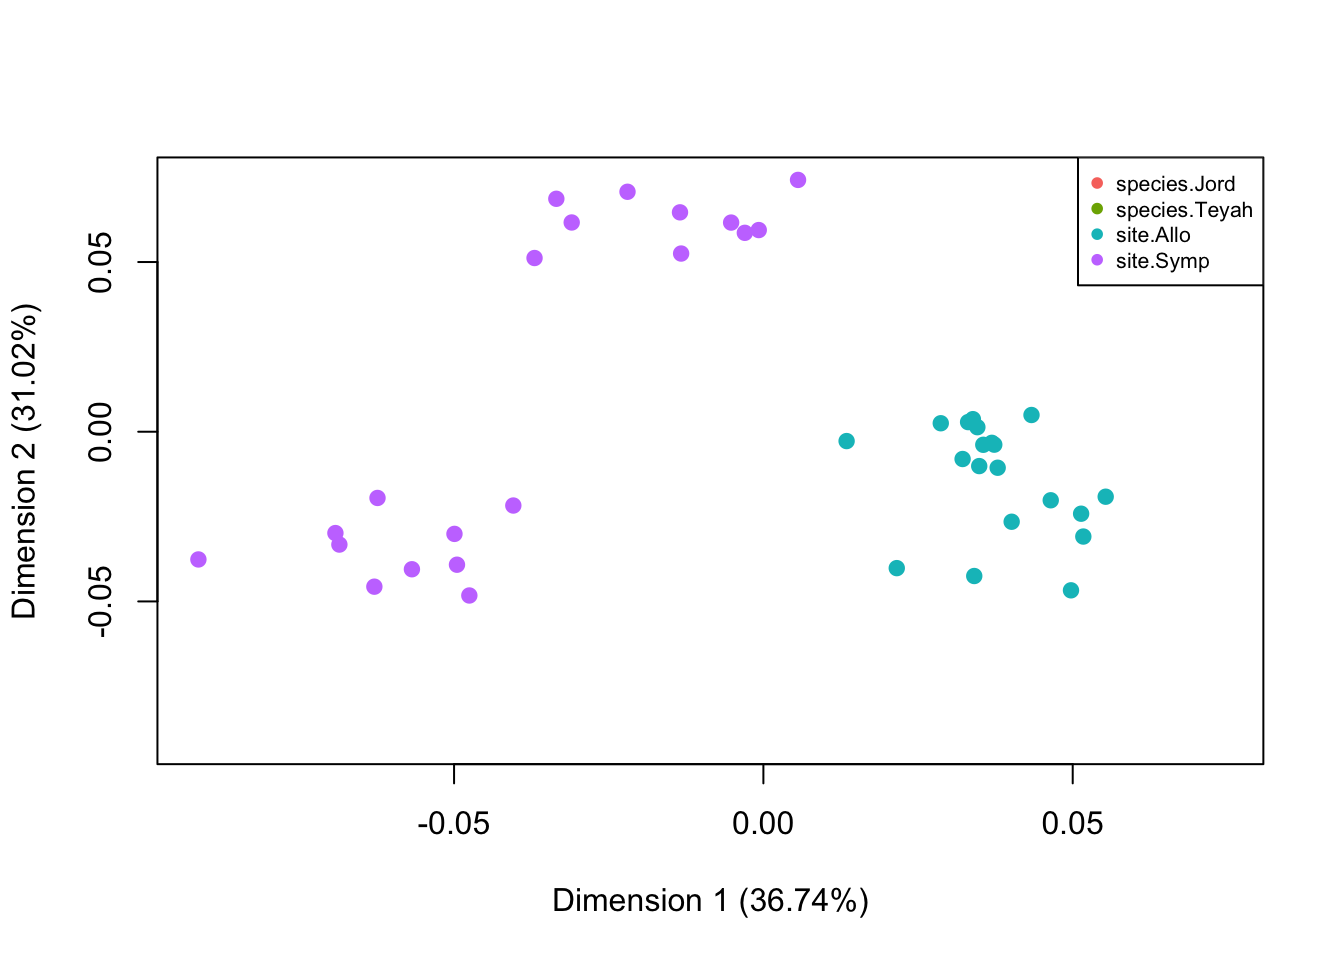 species.Jord
species.Teyah
site.Allo
site.Symp
0.05
0.00
-0.05
Dimension 2 (31.02%)
-0.05
0.00
0.05
Dimension 1 (36.74%)